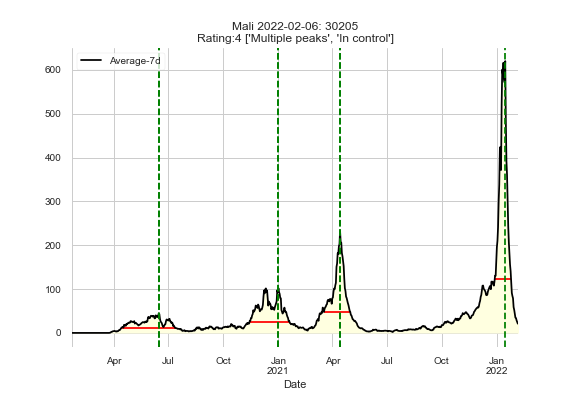 Mali 2022-02-06: 30205
Rating:4 ['Multiple peaks', 'In control']
Average-7d
600
500
400
300
200
100
0
Apr Jul Oct Jan Apr Jul Oct Jan
2021 2022
Date